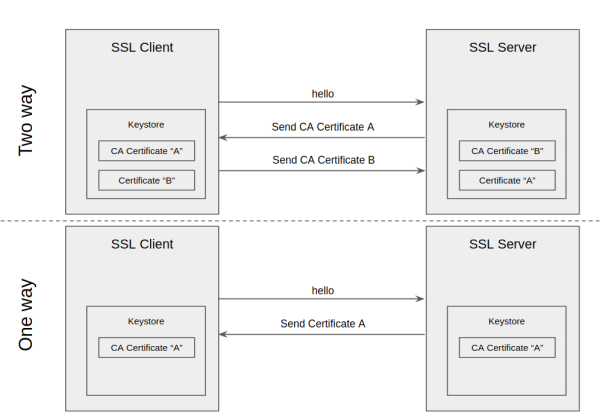 Two way
SSL Client
SSL Server
hello
Send CA Certificate A
Send CA Certificate B
Keystore
CA Certificate “A”
Certificate “B”
Keystore
CA Certificate “B”
Certificate “A”
One way
SSL Client
SSL Server
hello
Send Certificate A
Keystore
CA Certificate “A”
Keystore
CA Certificate “A”